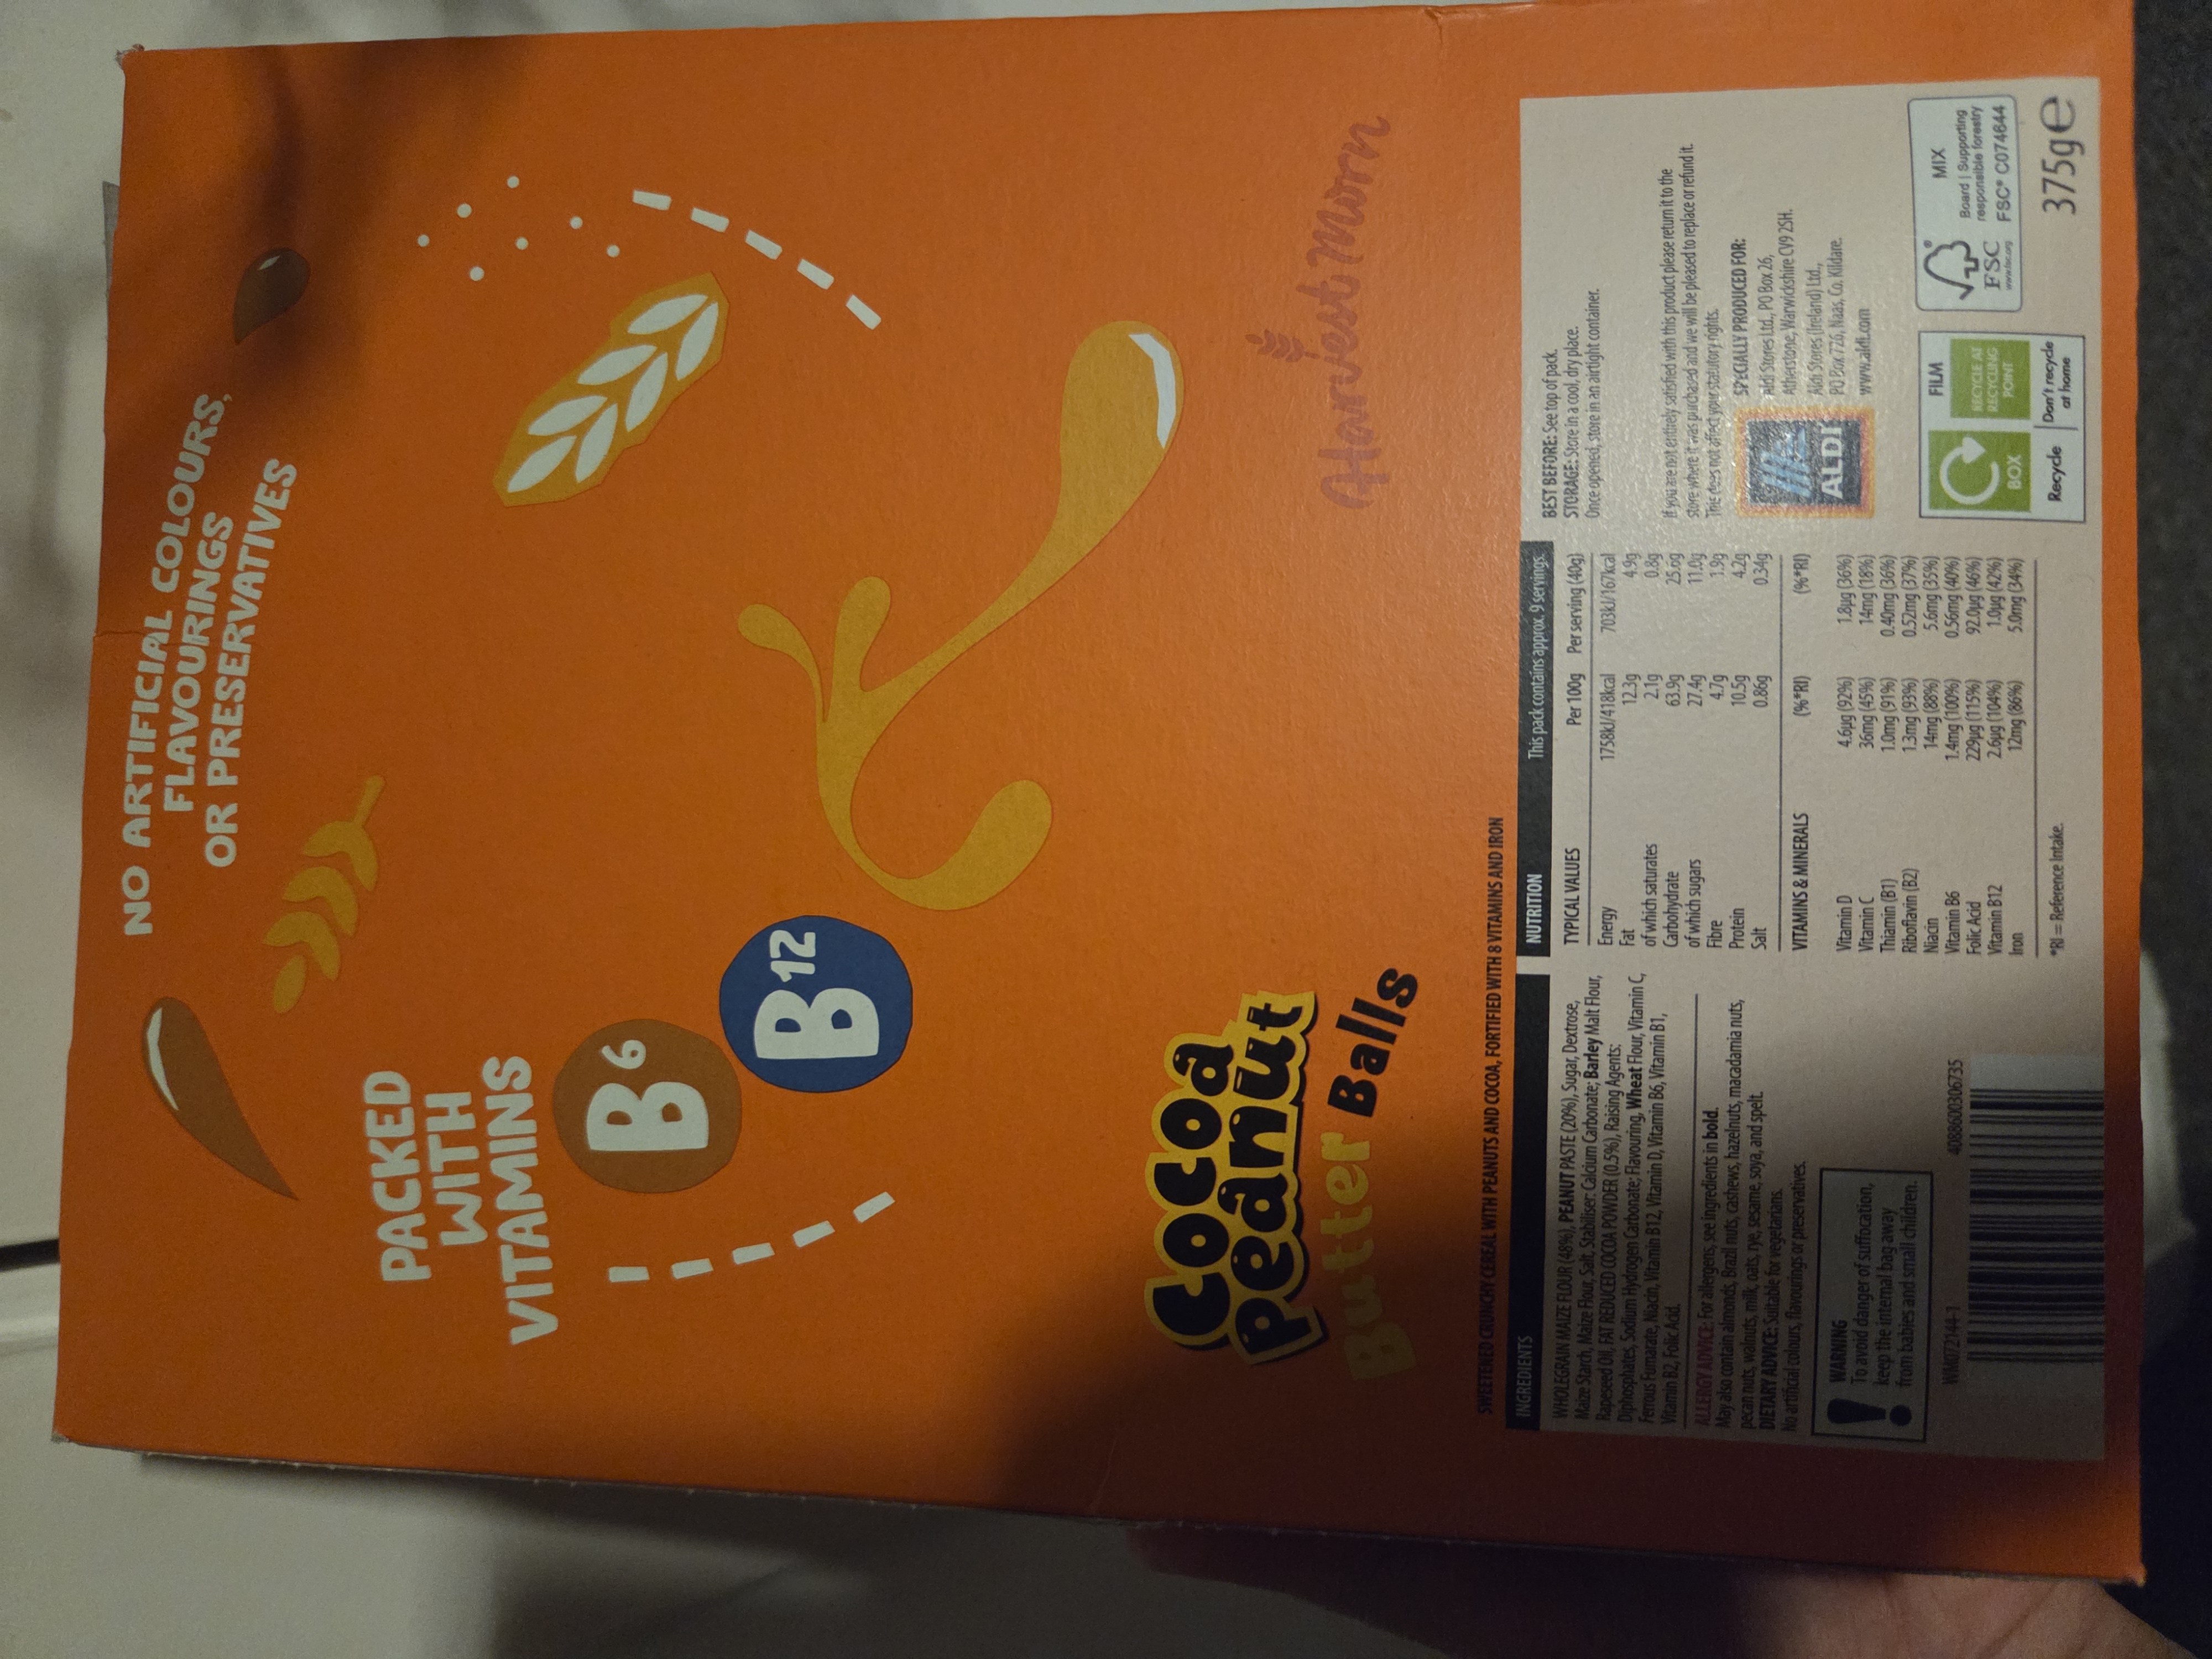 NO ARTIFICIAL COLOURS,
FLAVOURINGS
OR PRESERVATIVES
PACKED
WITH
VITAMINS
B6
B12
Coco
Peanut
Butter Balls
Harvest Morn
SWEETENED CRUNCHY CEREAL WITH PEANUTS AND COCOA, FORTIFIED WITH 8 VITAMINS AND IRON
INGREDIENTS
WHOLEGRAIN MAIZE FLOUR (48%), PEANUT PASTE (20%), Sugar, Dextrose,
Maize Starch, Maize Flour, Salt, Stabiliser: Calcium Carbonate; Barley Malt Flour,
Rapeseed Oil, FAT REDUCED COCOA POWDER (0.5%), Raising Agents:
Diphosphates, Sodium Hydrogen Carbonate; Flavouring, Wheat Flour, Vitamin C,
Ferrous Fumarate, Niacin, Vitamin B12, Vitamin D, Vitamin B6, Vitamin B1,
Vitamin B2, Folic Acid.
ALLERGY ADVICE: For allergens, see ingredients in bold.
May also contain almonds, Brazil nuts, cashews, hazelnuts, macadamia nuts,
pecan nuts, walnuts, milk, oats, rye, sesame, soya, and spelt.
DIETARY ADVICE: Suitable for vegetarians.
No artificial colours, flavourings or preservatives.
WARNING
To avoid danger of suffocation,
keep the internal bag away
from babies and small children.
WM072144-1 4088600306735
NUTRITION This pack contains approx. 9 servings.
TYPICAL VALUES Per 100g Per serving (40g)
Energy 1758kJ/418kcal 703kJ/167kcal
Fat 12.3g 4.9g
of which saturates 2.1g 0.8g
Carbohydrate 63.9g 25.6g
of which sugars 27.4g 11.0g
Fibre 4.7g 1.9g
Protein 10.5g 4.2g
Salt 0.86g 0.34g
VITAMINS & MINERALS (%*RI) (%*RI)
Vitamin D 4.6µg (92%) 1.8µg (36%)
Vitamin C 36mg (45%) 14mg (18%)
Thiamin (B1) 1.0mg (91%) 0.40mg (36%)
Riboflavin (B2) 1.3mg (93%) 0.52mg (37%)
Niacin 14mg (88%) 5.6mg (35%)
Vitamin B6 1.4mg (100%) 0.56mg (40%)
Folic Acid 229µg (115%) 92.0µg (46%)
Vitamin B12 2.6µg (104%) 1.0µg (42%)
Iron 12mg (86%) 5.0mg (34%)
*RI = Reference Intake.
BEST BEFORE: See top of pack.
STORAGE: Store in a cool, dry place.
Once opened, store in an airtight container.
If you are not entirely satisfied with this product please return it to the
store where it was purchased and we will be pleased to replace or refund it.
This does not affect your statutory rights.
ALDI
SPECIALLY PRODUCED FOR:
Aldi Stores Ltd., PO Box 26,
Atherstone, Warwickshire CV9 2SH.
Aldi Stores (Ireland) Ltd.,
PO Box 726, Naas, Co. Kildare.
www.aldi.com
BOX
Recycle
FILM
RECYCLE AT
RECYCLING
POINT
Don't recycle
at home
FSC
www.fsc.org
MIX
Board | Supporting
responsible forestry
FSC® C074644
375g e